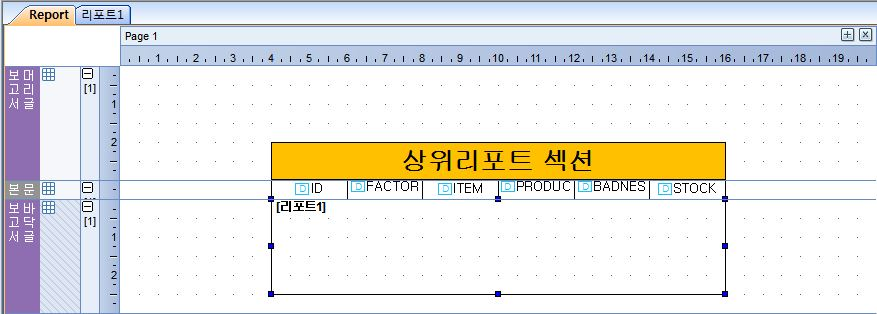 Report 리포트1
Page 1
1 2 3 4 5 6 7 8 9 10 11 12 13 14 15 16 17 18 19
보 머
고 리
서 글
[1]
1
2
상위리포트 섹션
본 문
D ID D FACTOR D ITEM D PRODUC D BADNES D STOCK
보 바
고 닥
서 글
[1]
[리포트1]
1
2